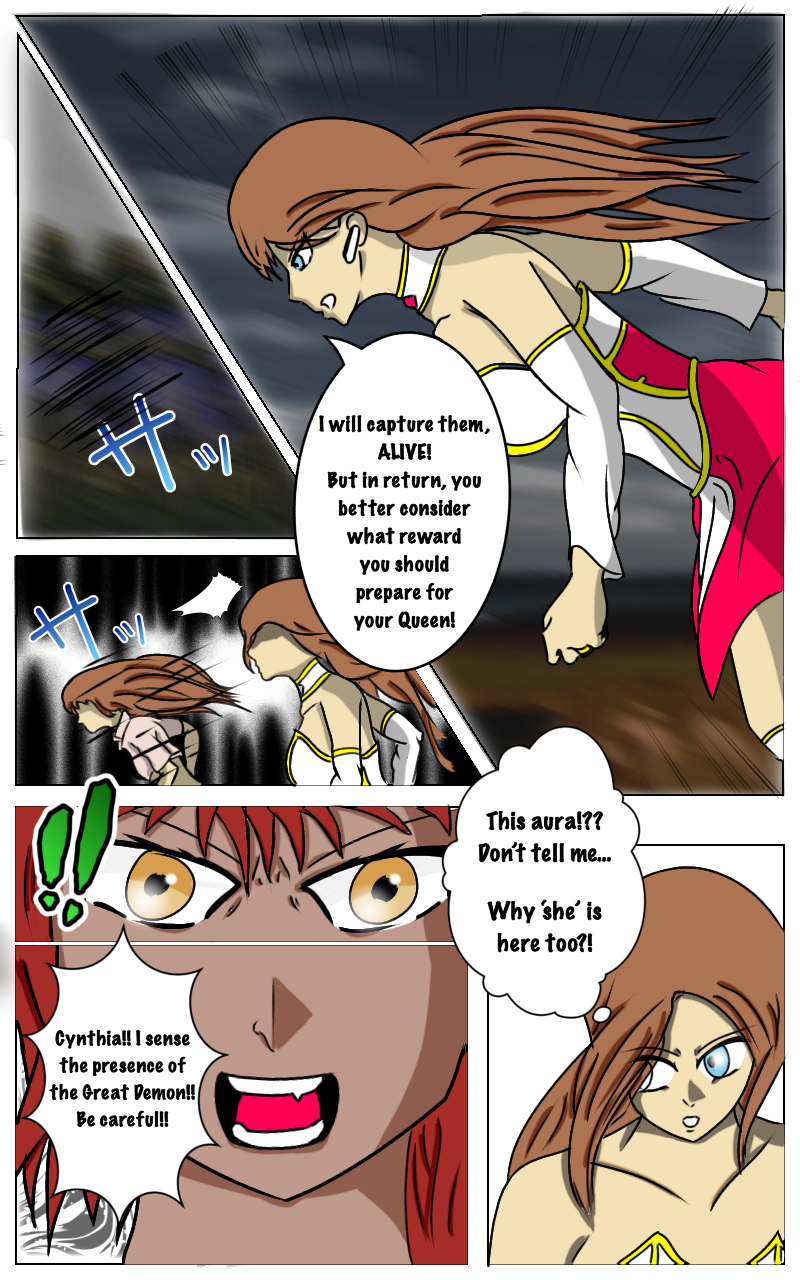 I will capture them,
ALIVE!
But in return, you
better consider
what reward
you should
prepare for
your Queen!
サッ
サッ
!!
This aura!??
Don't tell me...
Why 'she' is
here too?!
Cynthia!! I sense
the presence of
the Great Demon!!
Be careful!!